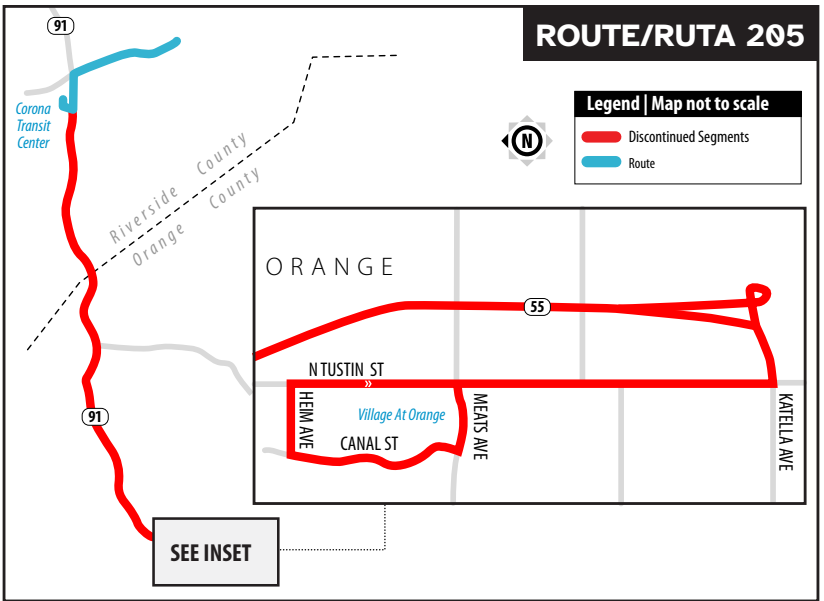 91
ROUTE/RUTA 205
Corona
Transit
Center
Legend | Map not to scale
Discontinued Segments
Route
N
Riverside County
Orange County
ORANGE
55
N TUSTIN ST
»
HEIM AVE
Village At Orange
MEATS AVE
CANAL ST
KATELLA AVE
91
SEE INSET